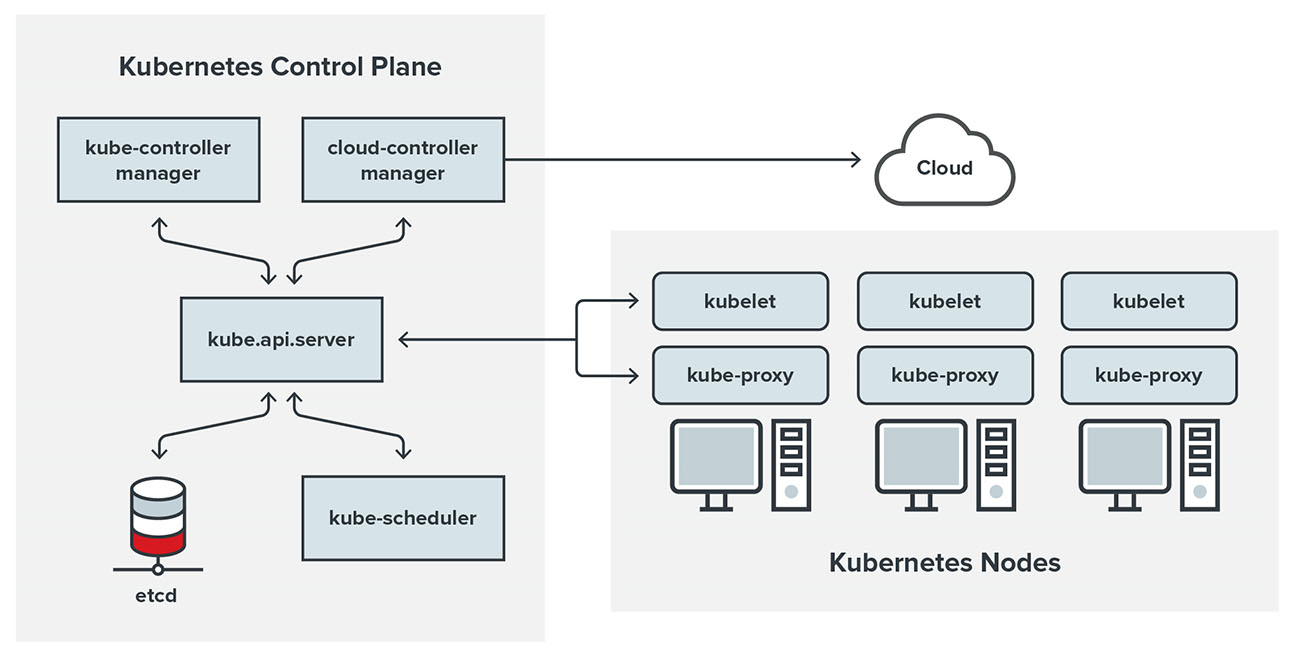 Kubernetes Control Plane
kube-controller
manager
cloud-controller
manager
Cloud
kube.api.server
kubelet
kubelet
kubelet
kube-proxy
kube-proxy
kube-proxy
etcd
kube-scheduler
Kubernetes Nodes